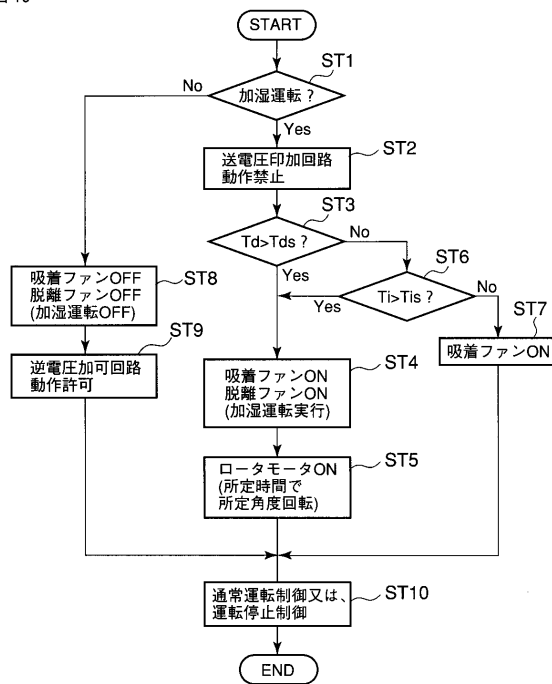 START
ST1
No
加湿運転？
Yes
ST2
送電圧印加回路
動作禁止
ST3
Td>Tds？
No
Yes
ST6
Ti>Tis？
Yes
No
ST7
吸着ファンON
ST8
吸着ファンOFF
脱離ファンOFF
(加湿運転OFF)
ST9
逆電圧加可回路
動作許可
ST4
吸着ファンON
脱離ファンON
(加湿運転実行)
ST5
ロータモータON
(所定時間で
所定角度回転)
ST10
通常運転制御又は、
運転停止制御
END